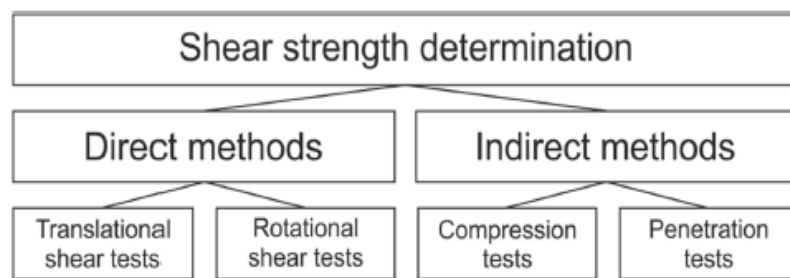 Shear strength determination
Direct methods
Indirect methods
Translational
shear tests
Rotational
shear tests
Compression
tests
Penetration
tests